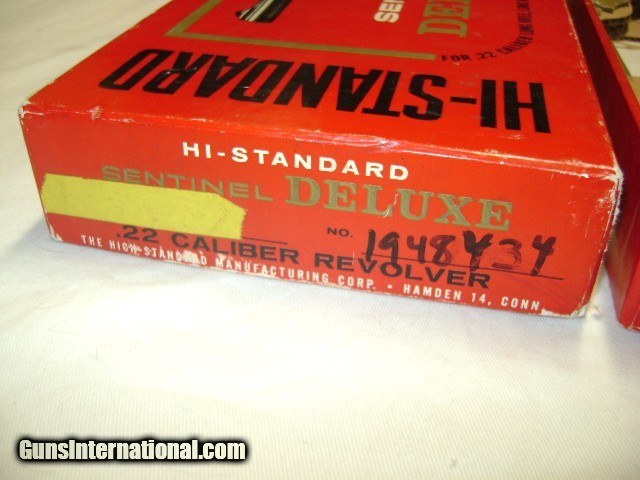 DELUXE
FOR .22 CALIBER
HI-STANDARD
HI-STANDARD
SENTINEL DELUXE
.22 CALIBER REVOLVER
NO. 1948434
THE HIGH STANDARD MANUFACTURING CORP. • HAMDEN 14, CONN.
GunsInternational.com